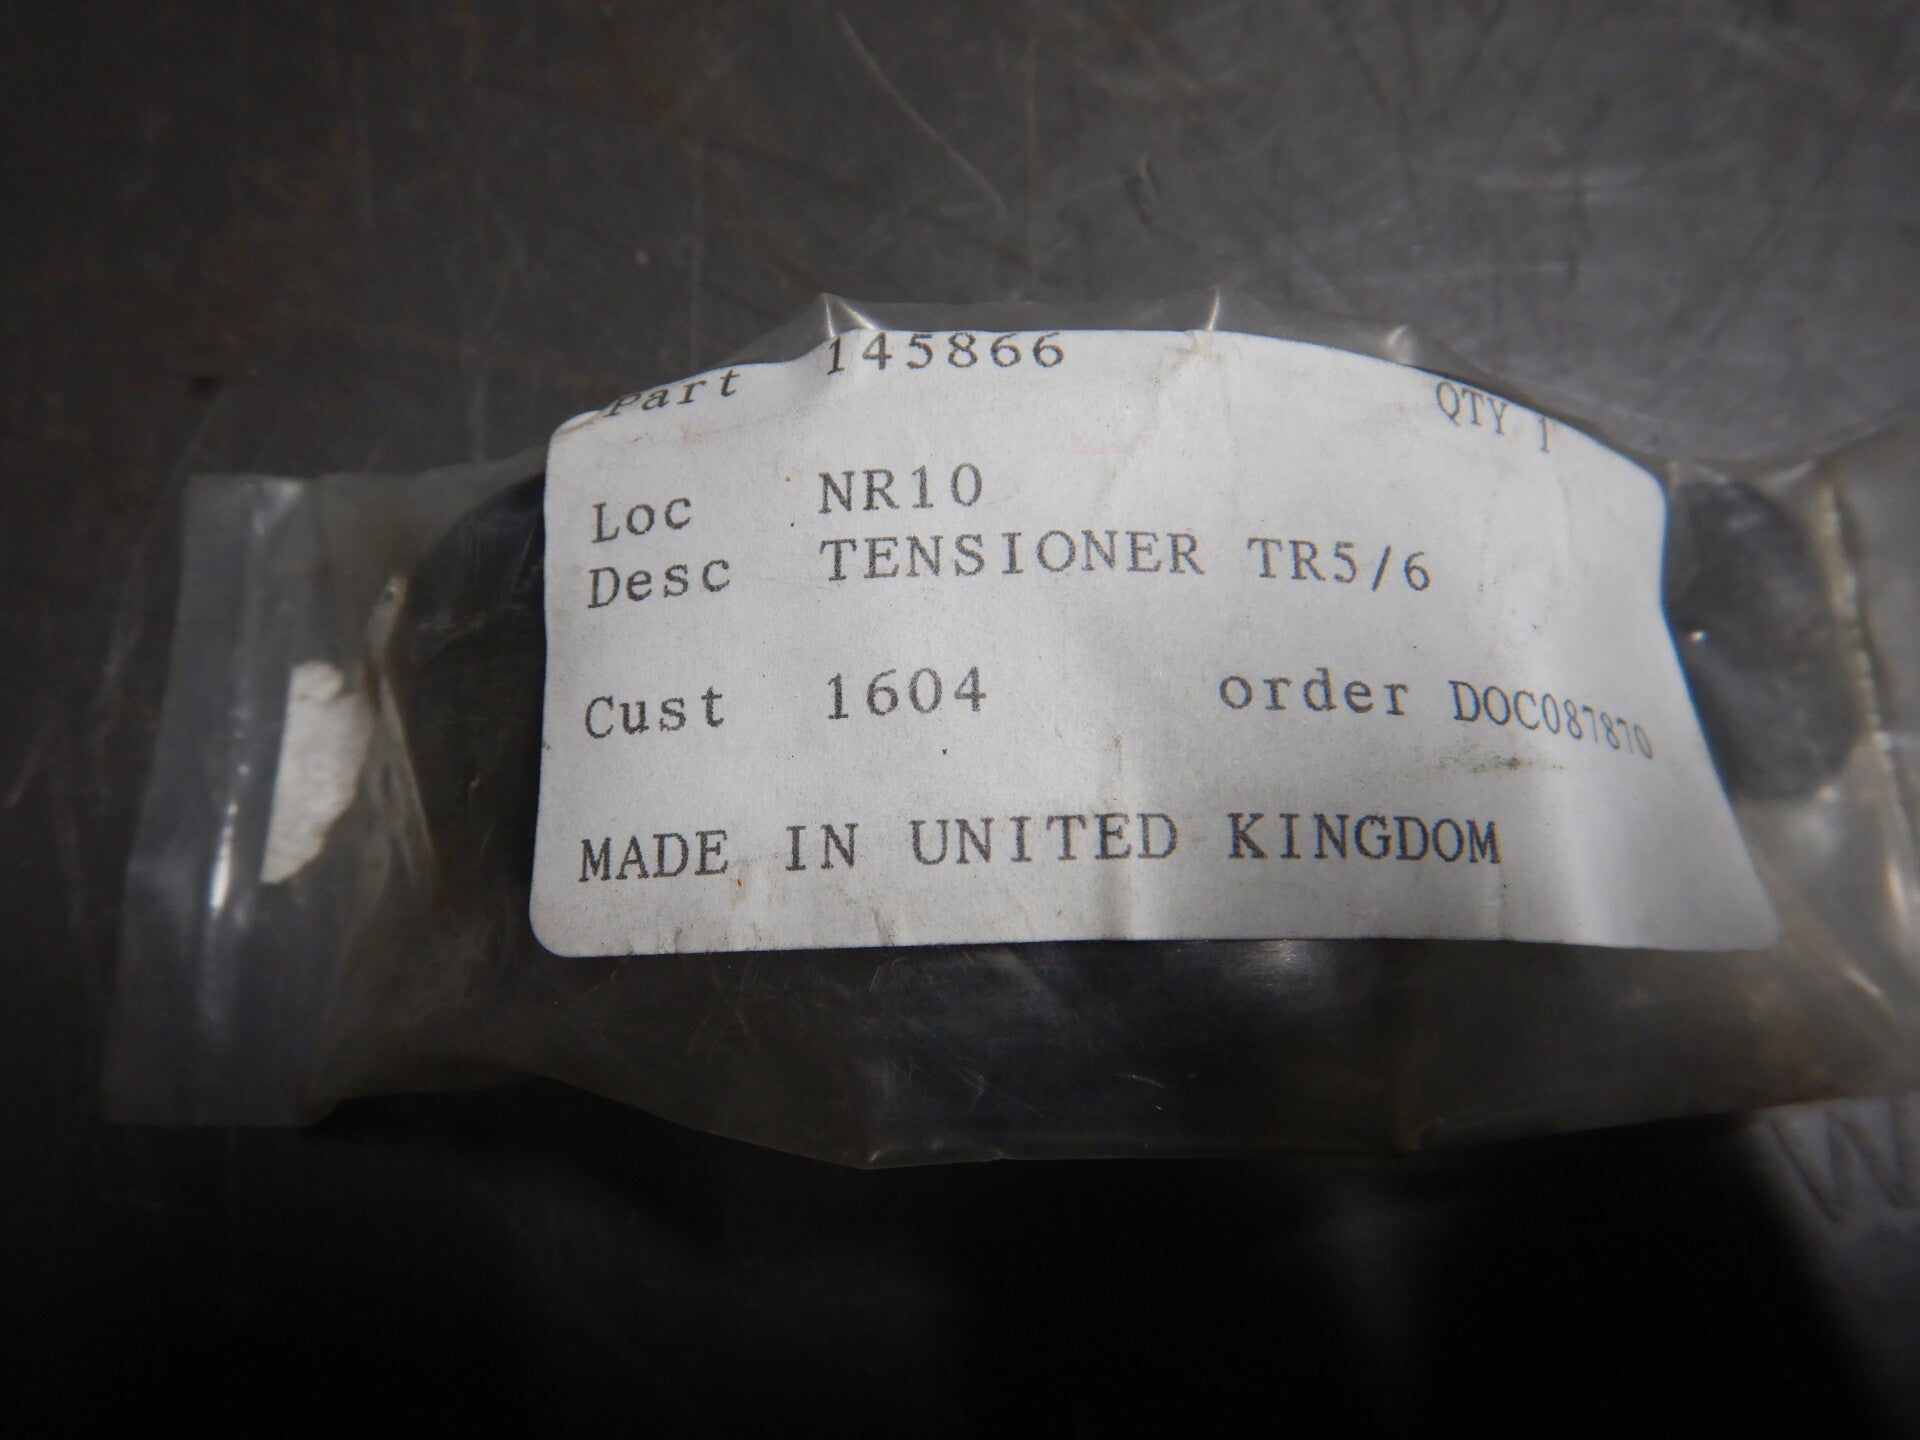 Part 145866 QTY 1
Loc NR10
Desc TENSIONER TR5/6
Cust 1604 order DOC087870
MADE IN UNITED KINGDOM